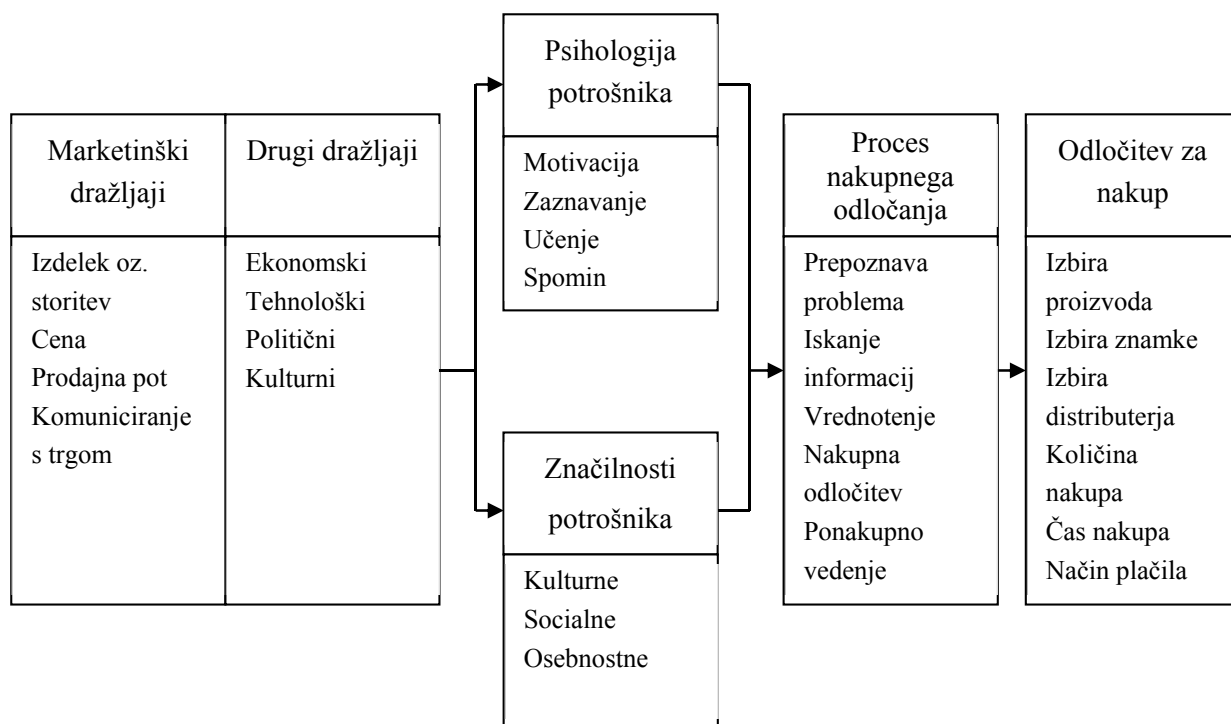 Marketinški
dražljaji
Izdelek oz.
storitev
Cena
Prodajna pot
Komuniciranje
s trgom
Drugi dražljaji
Ekonomski
Tehnološki
Politični
Kulturni
Psihologija
potrošnika
Motivacija
Zaznavanje
Učenje
Spomin
Značilnosti
potrošnika
Kulturne
Socialne
Osebnostne
Proces
nakupnega
odločanja
Prepoznava
problema
Iskanje
informacij
Vrednotenje
Nakupna
odločitev
Ponakupno
vedenje
Odločitev za
nakup
Izbira
proizvoda
Izbira znamke
Izbira
distributerja
Količina
nakupa
Čas nakupa
Način plačila